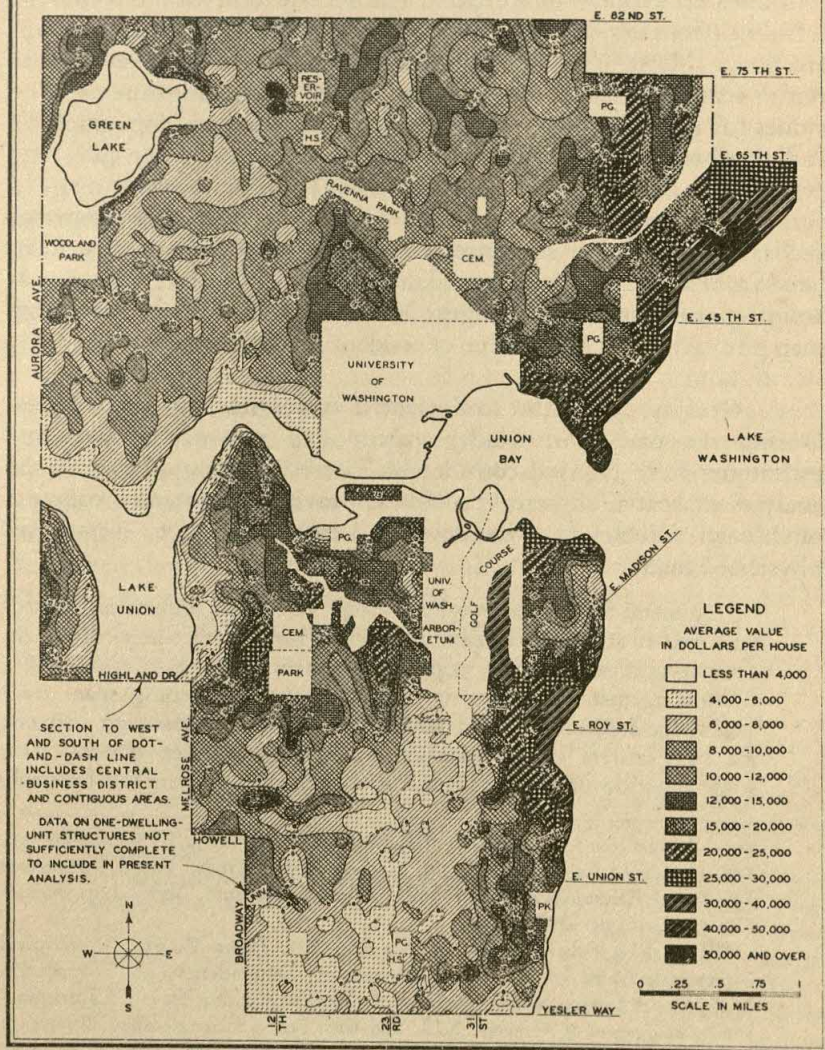 E. 82 ND ST.
E. 75 TH ST.
RES-
ER-
VOIR
PG.
GREEN
LAKE
H.S.
E. 65 TH ST.
RAVENNA PARK
WOODLAND
PARK
CEM.
AURORA AVE.
E. 45 TH ST.
PG.
UNIVERSITY
OF
WASHINGTON
UNION
BAY
LAKE
WASHINGTON
PG.
E. MADISON ST.
COURSE
GOLF
UNIV.
OF
WASH.
ARBOR-
ETUM
LAKE
UNION
CEM.
PARK
HIGHLAND DR.
LEGEND
AVERAGE VALUE
IN DOLLARS PER HOUSE
LESS THAN 4,000
4,000-6,000
6,000-8,000
8,000-10,000
10,000-12,000
12,000-15,000
15,000-20,000
20,000-25,000
25,000-30,000
30,000-40,000
40,000-50,000
50,000 AND OVER
SECTION TO WEST
AND SOUTH OF DOT-
AND-DASH LINE
INCLUDES CENTRAL
BUSINESS DISTRICT
AND CONTIGUOUS AREAS.
MELROSE AVE.
E. ROY ST.
DATA ON ONE-DWELLING-
UNIT STRUCTURES NOT
SUFFICIENTLY COMPLETE
TO INCLUDE IN PRESENT
ANALYSIS.
HOWELL
E. UNION ST.
BROADWAY
PK.
PG.
H.S.
N
W
E
S
0 .25 .5 .75 1
SCALE IN MILES
12 TH
23 RD
31 ST
YESLER WAY